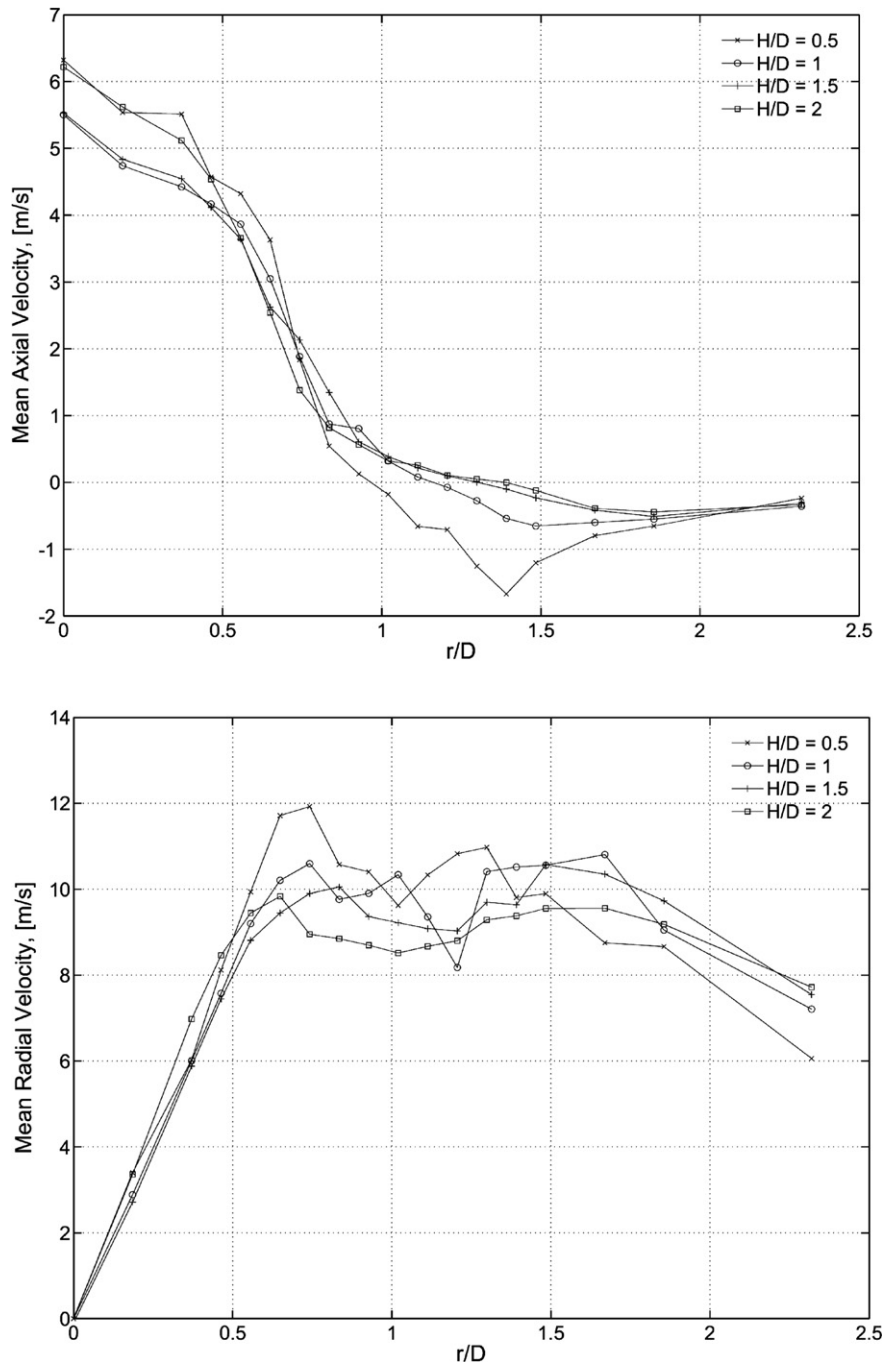 7
6
5
4
3
2
1
0
-1
-2
Mean Axial Velocity, [m/s]
H/D = 0.5
H/D = 1
H/D = 1.5
H/D = 2
0
0.5
1
1.5
2
2.5
r/D
14
12
10
8
6
4
2
0
Mean Radial Velocity, [m/s]
H/D = 0.5
H/D = 1
H/D = 1.5
H/D = 2
0
0.5
1
1.5
2
2.5
r/D